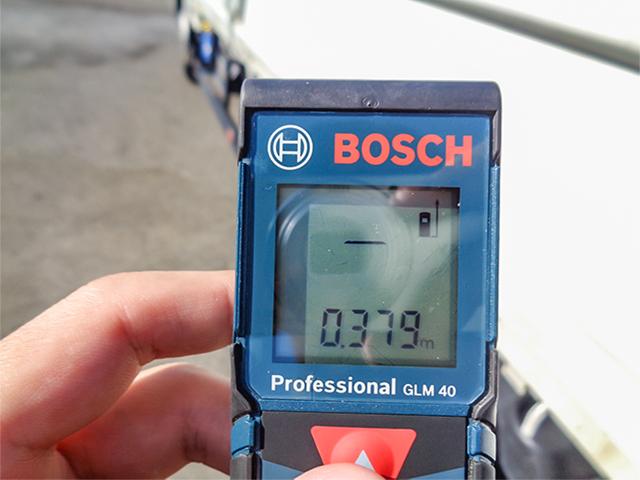 BOSCH
0.379m
Professional GLM 40